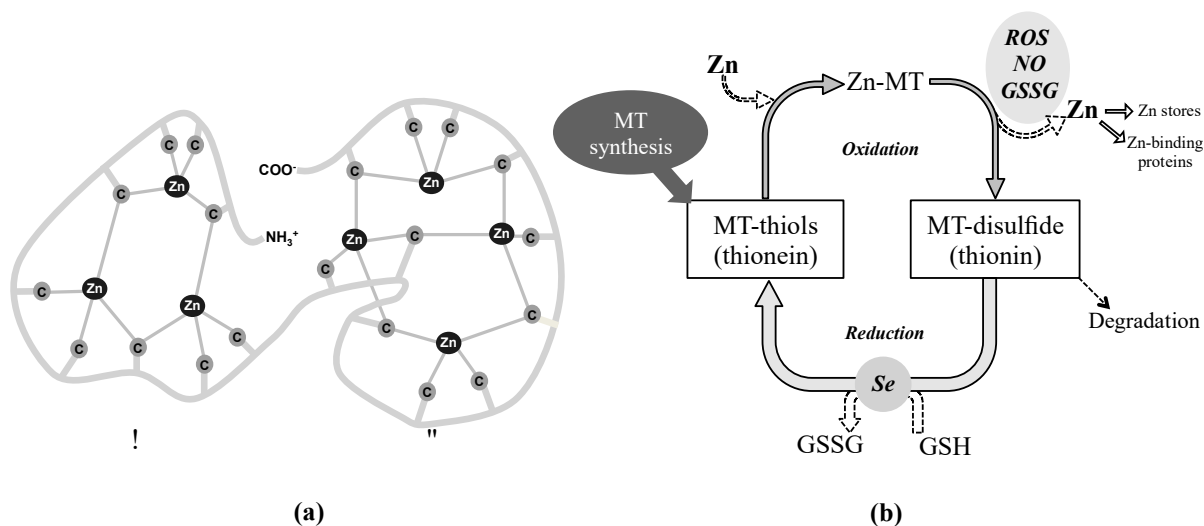 C C
Zn
C
C
NH₃⁺
C
Zn
Zn
C
C
C
C
C
!
COO⁻
C C
C
Zn
C
Zn
C
Zn
C
C
C
C
Zn
C
C
"
(a)
MT
synthesis
Zn
Zn-MT
ROS
NO
GSSG
Zn
Zn stores
Zn-binding
proteins
Oxidation
MT-thiols
(thionein)
MT-disulfide
(thionin)
Degradation
Reduction
Se
GSSG
GSH
(b)